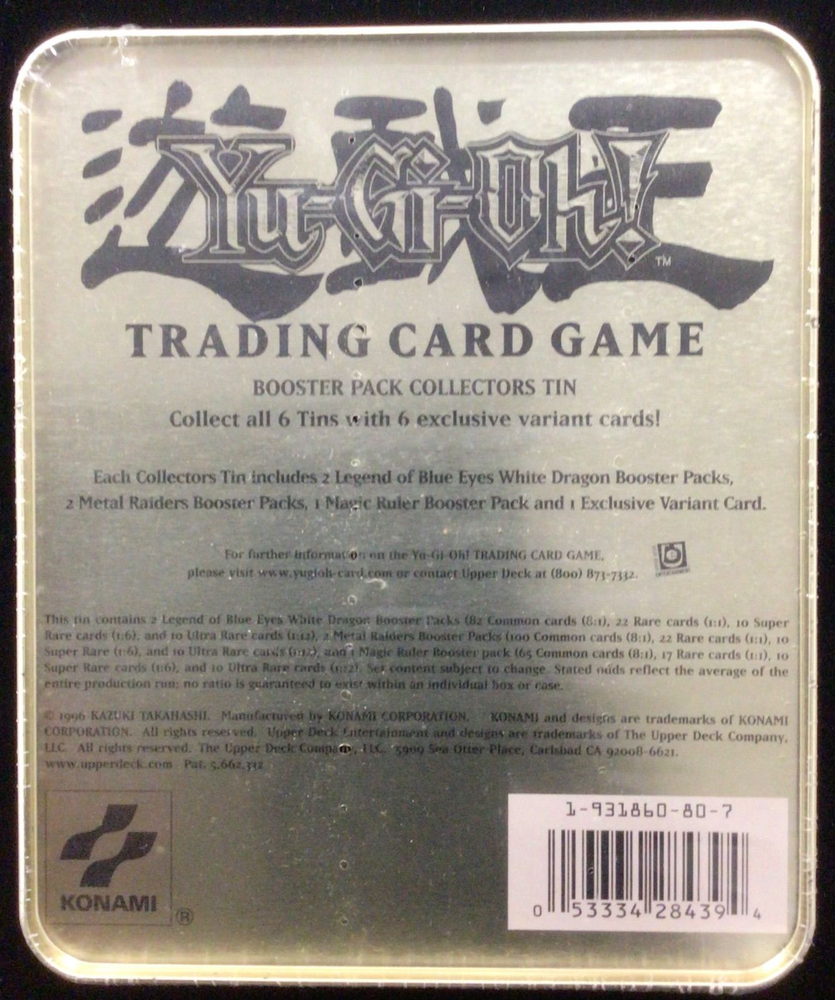 遊戯王
Yu-Gi-Oh!
TM
TRADING CARD GAME
BOOSTER PACK COLLECTORS TIN
Collect all 6 Tins with 6 exclusive variant cards!
Each Collectors Tin includes 2 Legend of Blue Eyes White Dragon Booster Packs,
2 Metal Raiders Booster Packs, 1 Magic Ruler Booster Pack and 1 Exclusive Variant Card.
For further information on the Yu-Gi-Oh! TRADING CARD GAME,
please visit www.yugioh-card.com or contact Upper Deck at (800) 873-7332.
This tin contains 2 Legend of Blue Eyes White Dragon Booster Packs (82 Common cards (8:1), 22 Rare cards (1:1), 10 Super
Rare cards (1:6), and 10 Ultra Rare cards (1:12), 2 Metal Raiders Booster Packs (100 Common cards (8:1), 22 Rare cards (1:1), 10
Super Rare (1:6), and 10 Ultra Rare cards (1:12), and 1 Magic Ruler Booster pack (65 Common cards (8:1), 17 Rare cards (1:1), 10
Super Rare cards (1:6), and 10 Ultra Rare cards (1:12). Set content subject to change. Stated odds reflect the average of the
entire production run; no ratio is guaranteed to exist within an individual box or case.
© 1996 KAZUKI TAKAHASHI. Manufactured by KONAMI CORPORATION. KONAMI and designs are trademarks of KONAMI
CORPORATION. All rights reserved. Upper Deck Entertainment and designs are trademarks of The Upper Deck Company,
LLC. All rights reserved. The Upper Deck Company, LLC. 5909 Sea Otter Place, Carlsbad CA 92008-6621.
www.upperdeck.com Pat. 5,662,332
KONAMI
®
1-931860-80-7
0 53334 28439 4